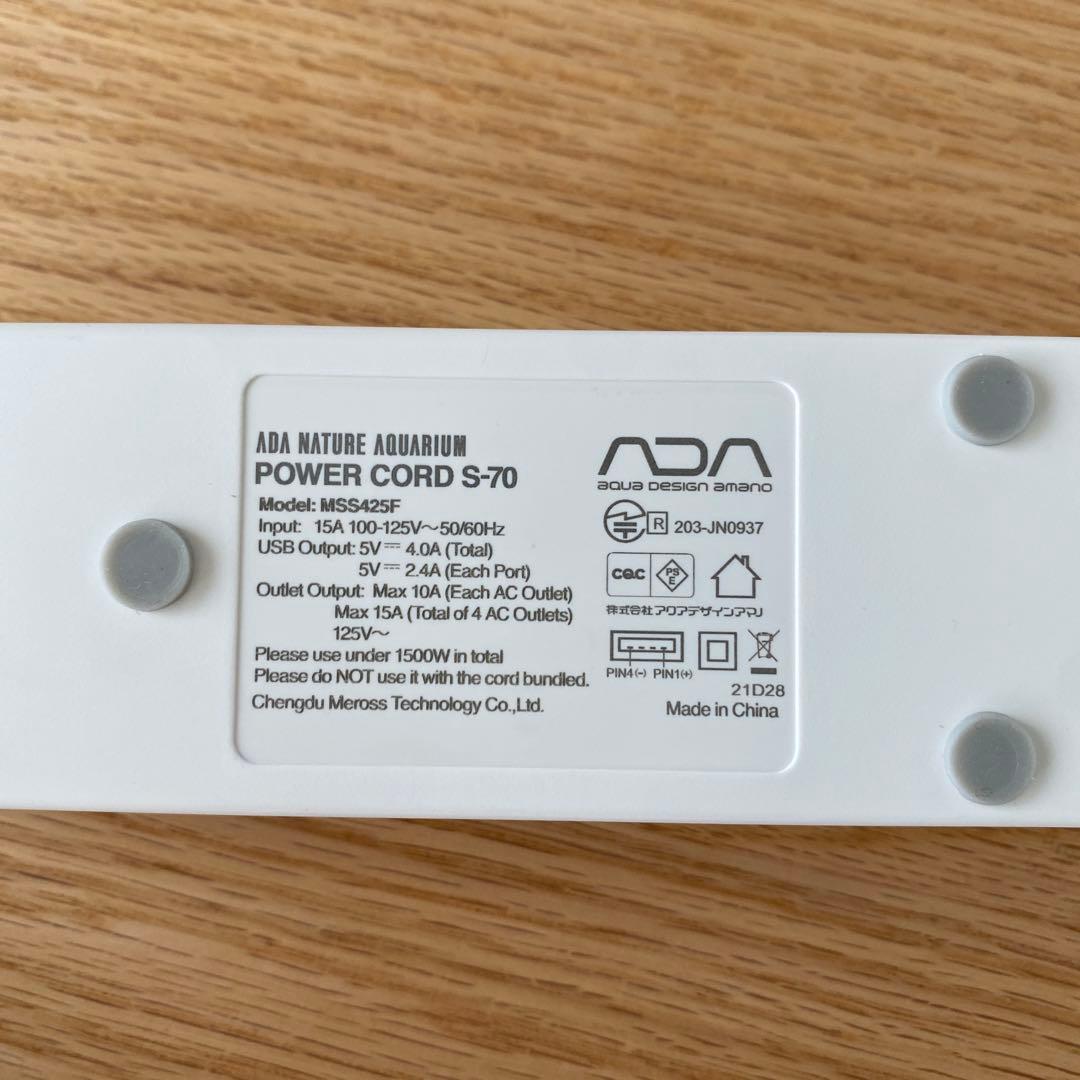 ADA NATURE AQUARIUM
POWER CORD S-70
Model: MSS425F
Input: 15A 100-125V～50/60Hz
USB Output: 5V⎓4.0A (Total)
5V⎓2.4A (Each Port)
Outlet Output: Max 10A (Each AC Outlet)
Max 15A (Total of 4 AC Outlets)
125V～
Please use under 1500W in total
Please do NOT use it with the cord bundled.
Chengdu Meross Technology Co.,Ltd.
ADA
aqua design amano
R 203-JN0937
CQC PS E
株式会社アクアデザインアマノ
PIN4(-) PIN1(+)
21D28
Made in China